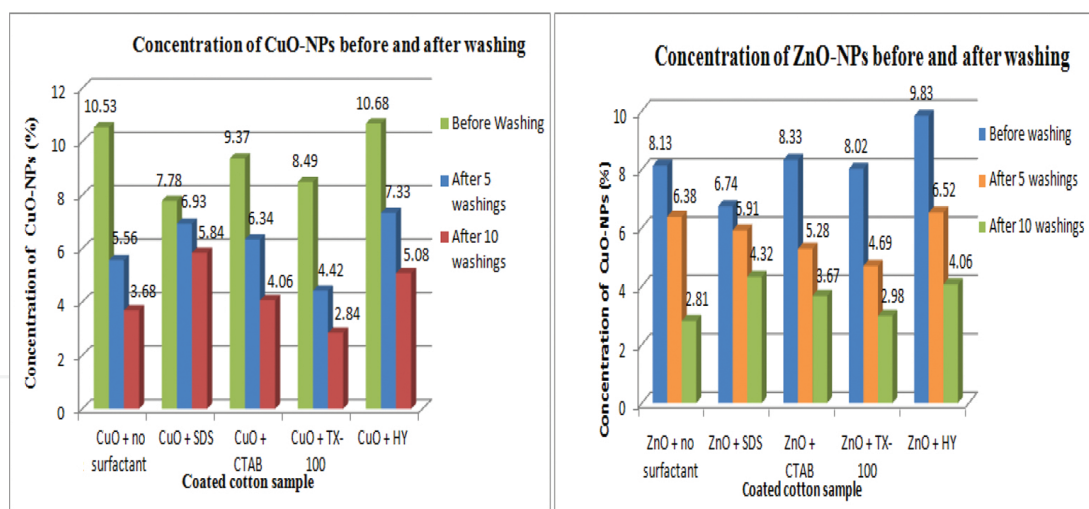 Concentration of CuO-NPs before and after washing
Concentration of CuO-NPs (%)
12
10
8
6
4
2
0
10.53
5.56
3.68
7.78
6.93
5.84
9.37
6.34
4.06
8.49
4.42
2.84
10.68
7.33
5.08
Before Washing
After 5
washings
After 10
washings
CuO + no
surfactant
CuO + SDS
CuO +
CTAB
CuO + TX-
100
CuO + HY
Coated cotton sample
Concentration of ZnO-NPs before and after washing
Concentration of CuO-NPs (%)
10
8
6
4
2
0
8.13
6.38
2.81
6.74
5.91
4.32
8.33
5.28
3.67
8.02
4.69
2.98
9.83
6.52
4.06
Before washing
After 5 washings
After 10 washings
ZnO + no
surfactant
ZnO + SDS
ZnO +
CTAB
ZnO + TX-
100
ZnO + HY
Coated cotton sample